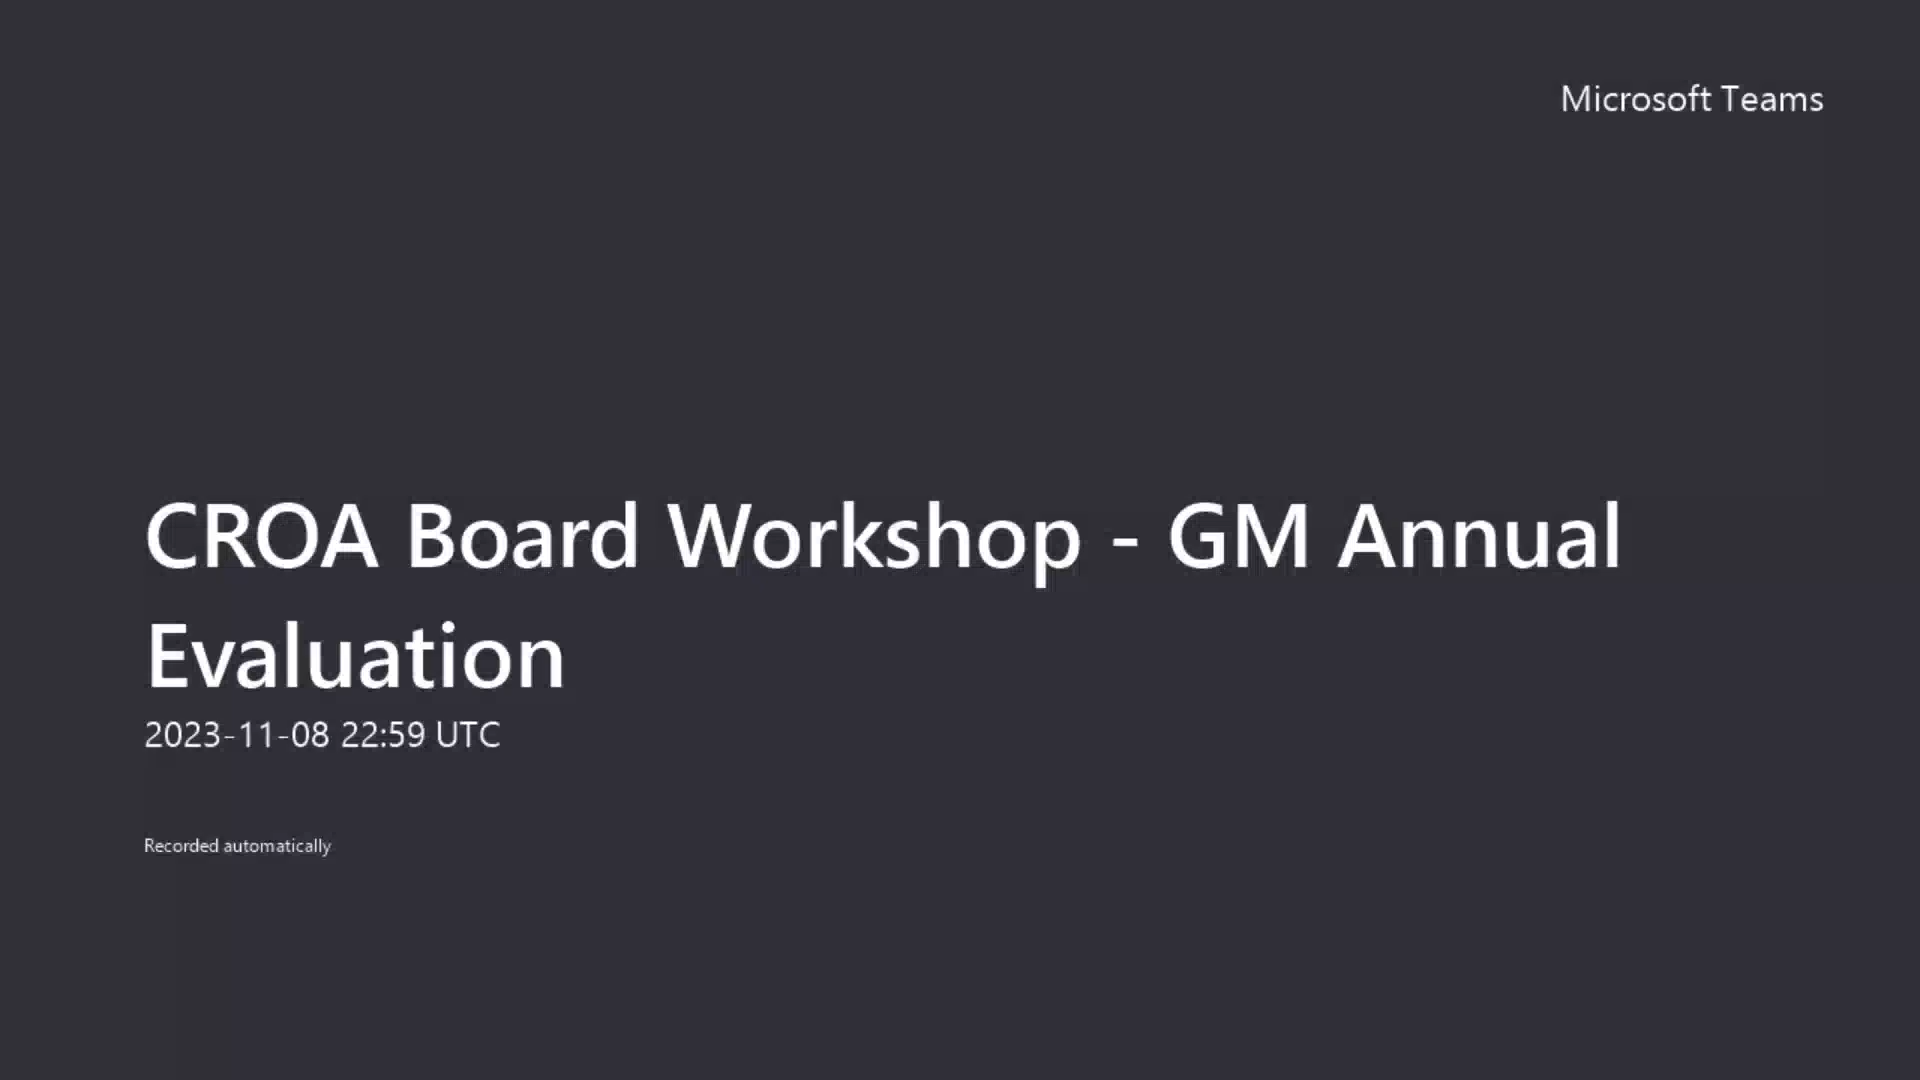 Microsoft Teams
CROA Board Workshop - GM Annual
Evaluation
2023-11-08 22:59 UTC
Recorded automatically